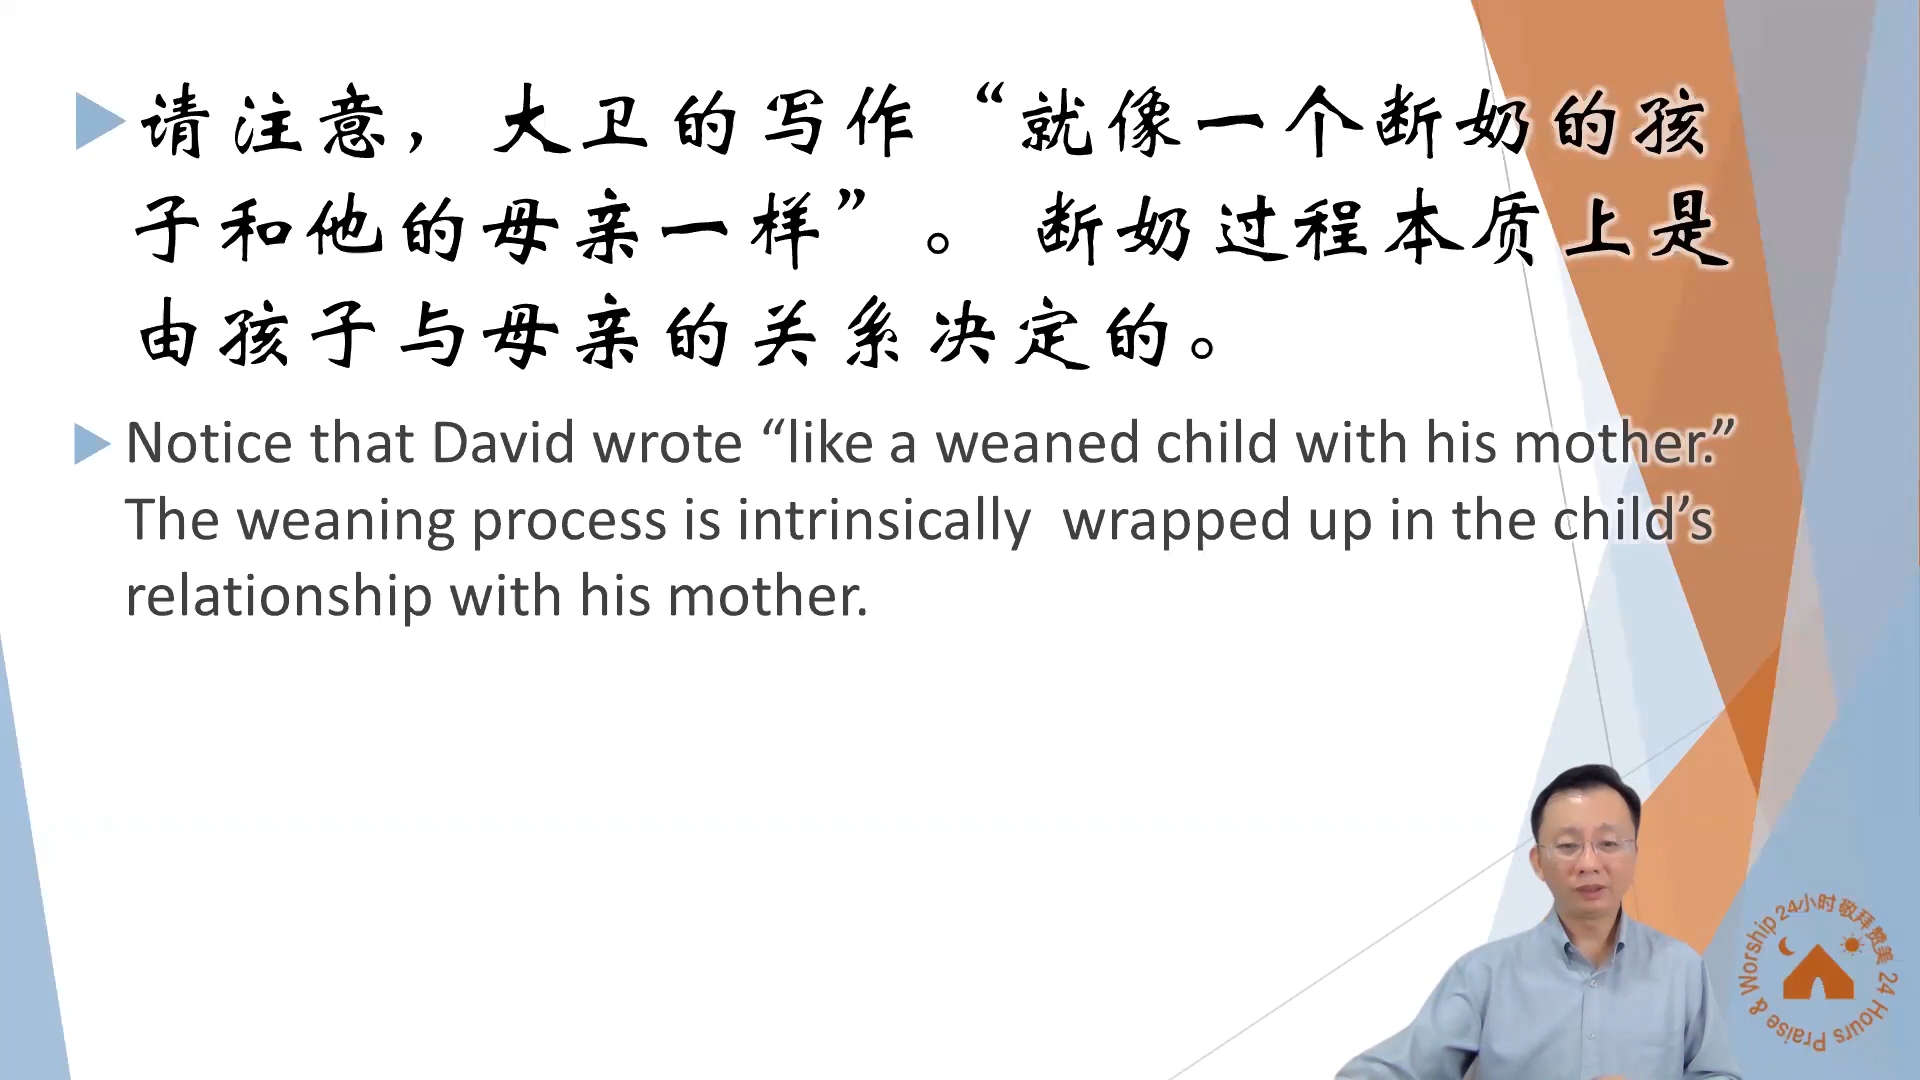 请注意，大卫的写作“就像一个断奶的孩
子和他的母亲一样”。 断奶过程本质上是
由孩子与母亲的关系决定的。
Notice that David wrote “like a weaned child with his mother.”
The weaning process is intrinsically  wrapped up in the child’s
relationship with his mother.
24小时敬拜赞美 24 Hours Praise & Worship